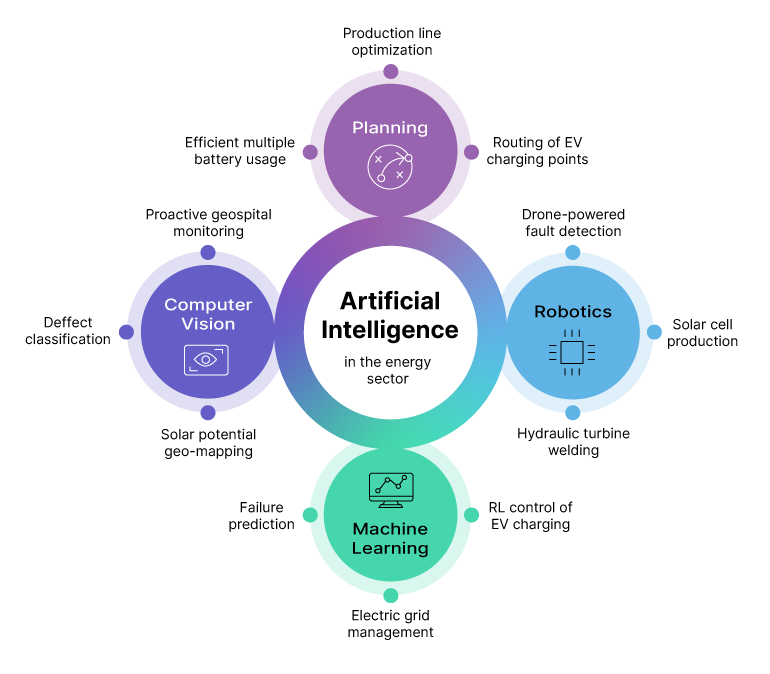 Production line
optimization
Planning
Efficient multiple
battery usage
Routing of EV
charging points
Proactive geospital
monitoring
Computer
Vision
Deffect
classification
Solar potential
geo-mapping
Artificial
Intelligence
in the energy
sector
Drone-powered
fault detection
Robotics
Solar cell
production
Hydraulic turbine
welding
Failure
prediction
Machine
Learning
RL control of
EV charging
Electric grid
management